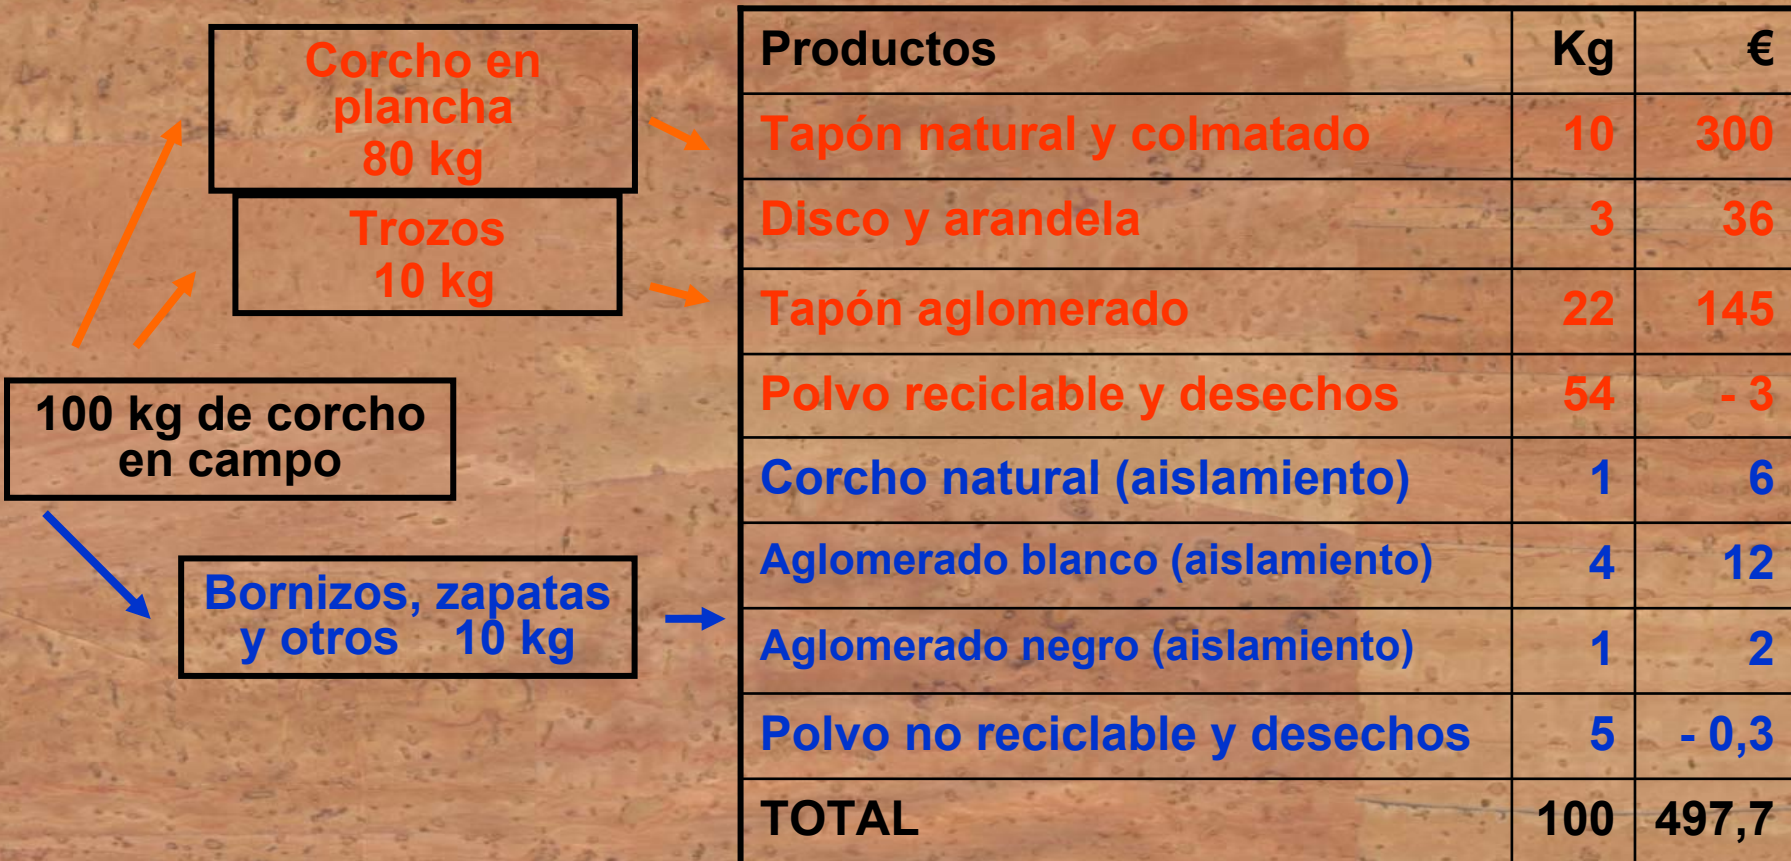 Corcho en
plancha
80 kg
Trozos
10 kg
100 kg de corcho
en campo
Bornizos, zapatas
y otros 10 kg
Productos Kg €
Tapón natural y colmatado 10 300
Disco y arandela 3 36
Tapón aglomerado 22 145
Polvo reciclable y desechos 54 - 3
Corcho natural (aislamiento) 1 6
Aglomerado blanco (aislamiento) 4 12
Aglomerado negro (aislamiento) 1 2
Polvo no reciclable y desechos 5 - 0,3
TOTAL 100 497,7